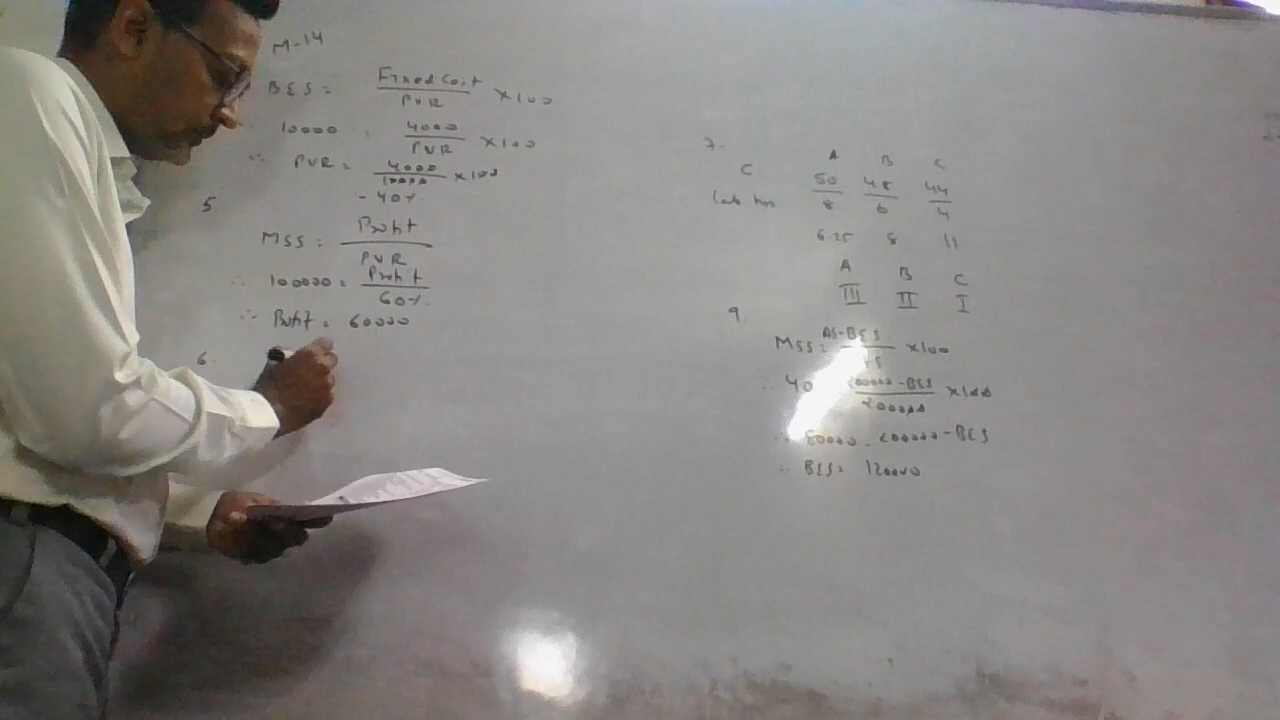 M-14
BES = Fixed Cost / PVR × 100
10000 = 4000 / PVR × 100
∴ PVR = 4000 / 10000 × 100
= 40%
5
MSS = Profit / PVR
∴ 100000 = Profit / 60%
∴ Profit = 60000
6.
7.
A B C
C 50 48 44
Lab hrs 8 6 4
6.25 8 11
A B C
III II I
9
MSS = AS-BES / × 100
∴ 40 200000 - BES / 200000 × 100
∴ 80000 = 200000 - BES
∴ BES = 120000